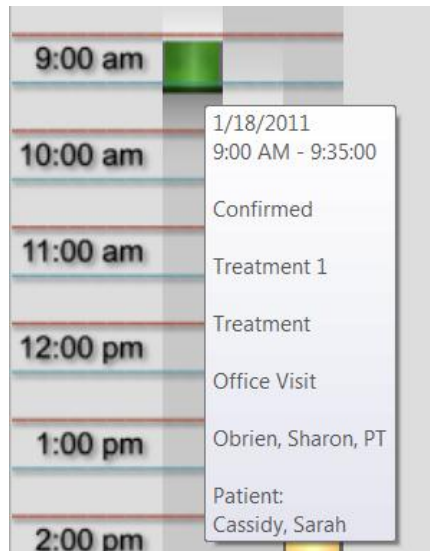 9:00 am
10:00 am
11:00 am
12:00 pm
1:00 pm
2:00 pm
1/18/2011
9:00 AM - 9:35:00
Confirmed
Treatment 1
Treatment
Office Visit
Obrien, Sharon, PT
Patient:
Cassidy, Sarah